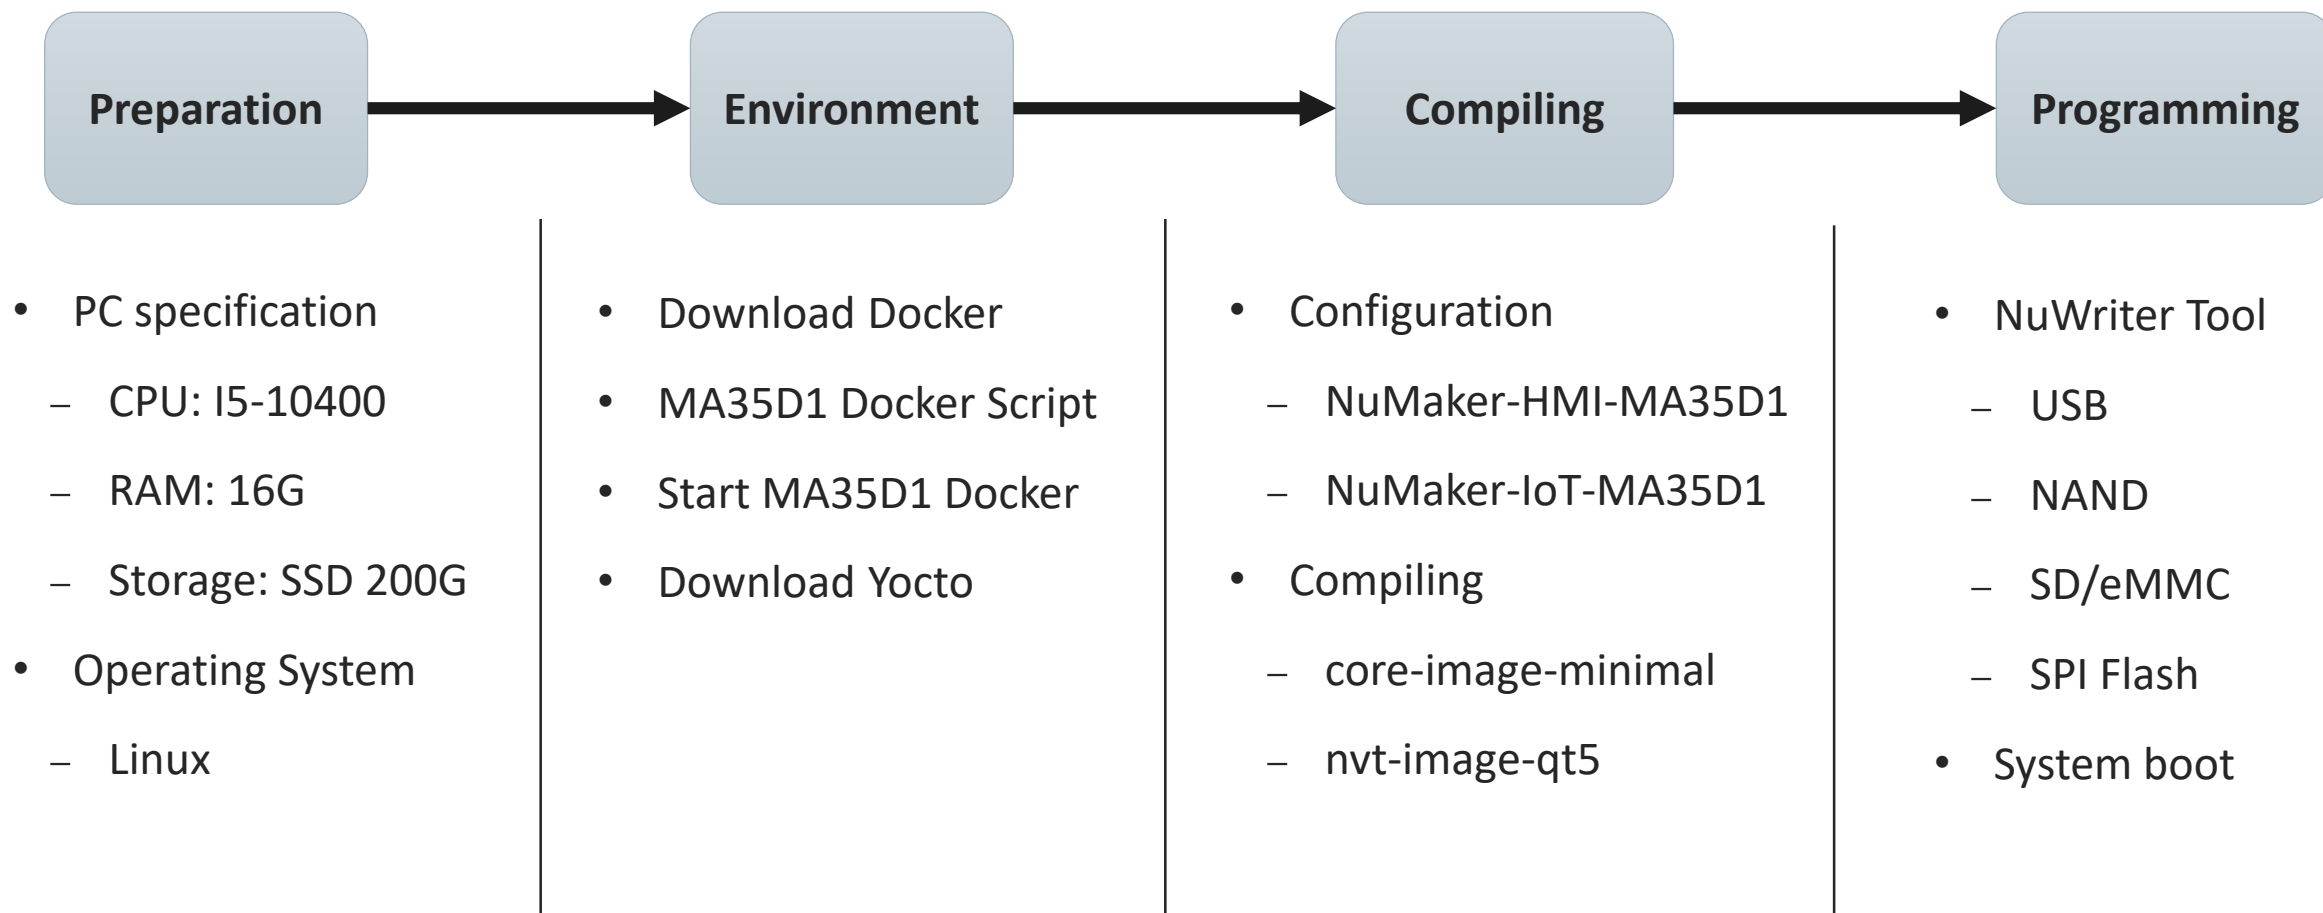 Preparation
Environment
Compiling
Programming
• PC specification
– CPU: I5-10400
– RAM: 16G
– Storage: SSD 200G
• Operating System
– Linux
• Download Docker
• MA35D1 Docker Script
• Start MA35D1 Docker
• Download Yocto
• Configuration
– NuMaker-HMI-MA35D1
– NuMaker-IoT-MA35D1
• Compiling
– core-image-minimal
– nvt-image-qt5
• NuWriter Tool
– USB
– NAND
– SD/eMMC
– SPI Flash
• System boot